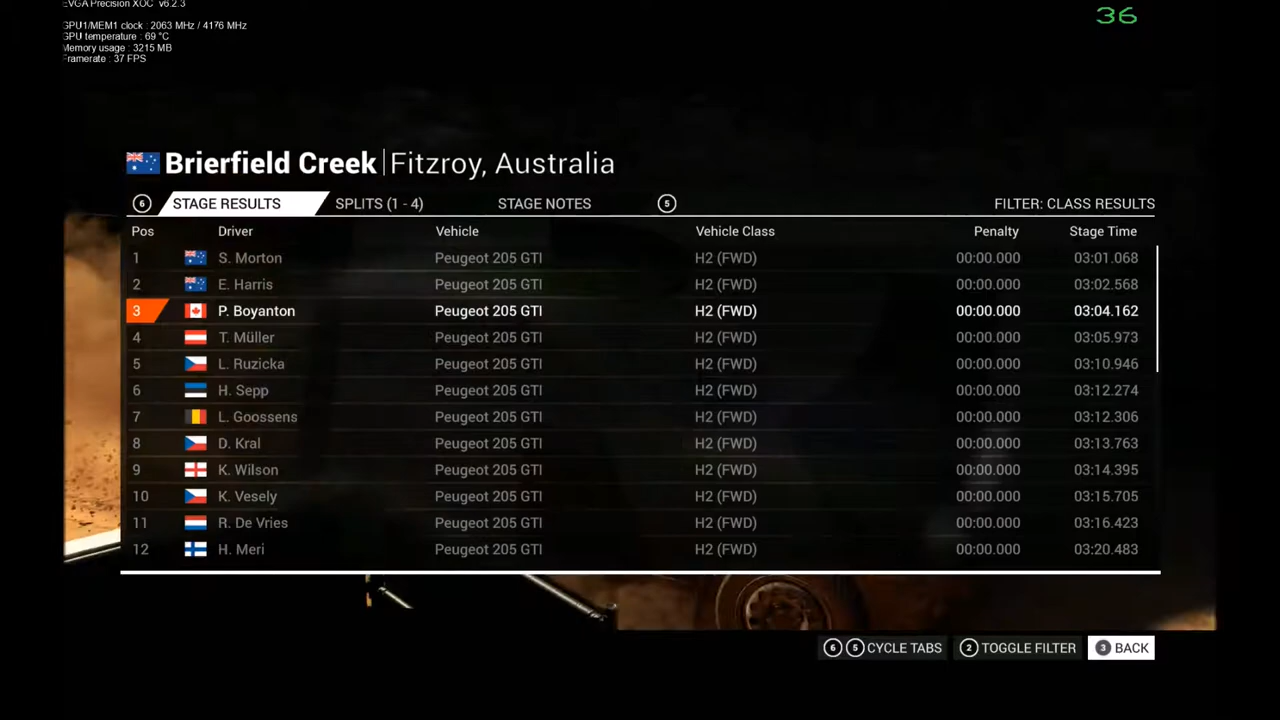 EVGA Precision XOC v6.2.3
36
GPU1/MEM1 clock : 2063 MHz / 4176 MHz
GPU temperature : 69 °C
Memory usage : 3215 MB
Framerate : 37 FPS
Brierfield Creek | Fitzroy, Australia
6 STAGE RESULTS SPLITS (1 - 4) STAGE NOTES 5 FILTER: CLASS RESULTS
Pos Driver Vehicle Vehicle Class Penalty Stage Time
1 S. Morton Peugeot 205 GTI H2 (FWD) 00:00.000 03:01.068
2 E. Harris Peugeot 205 GTI H2 (FWD) 00:00.000 03:02.568
3 P. Boyanton Peugeot 205 GTI H2 (FWD) 00:00.000 03:04.162
4 T. Müller Peugeot 205 GTI H2 (FWD) 00:00.000 03:05.973
5 L. Ruzicka Peugeot 205 GTI H2 (FWD) 00:00.000 03:10.946
6 H. Sepp Peugeot 205 GTI H2 (FWD) 00:00.000 03:12.274
7 L. Goossens Peugeot 205 GTI H2 (FWD) 00:00.000 03:12.306
8 D. Kral Peugeot 205 GTI H2 (FWD) 00:00.000 03:13.763
9 K. Wilson Peugeot 205 GTI H2 (FWD) 00:00.000 03:14.395
10 K. Vesely Peugeot 205 GTI H2 (FWD) 00:00.000 03:15.705
11 R. De Vries Peugeot 205 GTI H2 (FWD) 00:00.000 03:16.423
12 H. Meri Peugeot 205 GTI H2 (FWD) 00:00.000 03:20.483
6 5 CYCLE TABS 2 TOGGLE FILTER 3 BACK